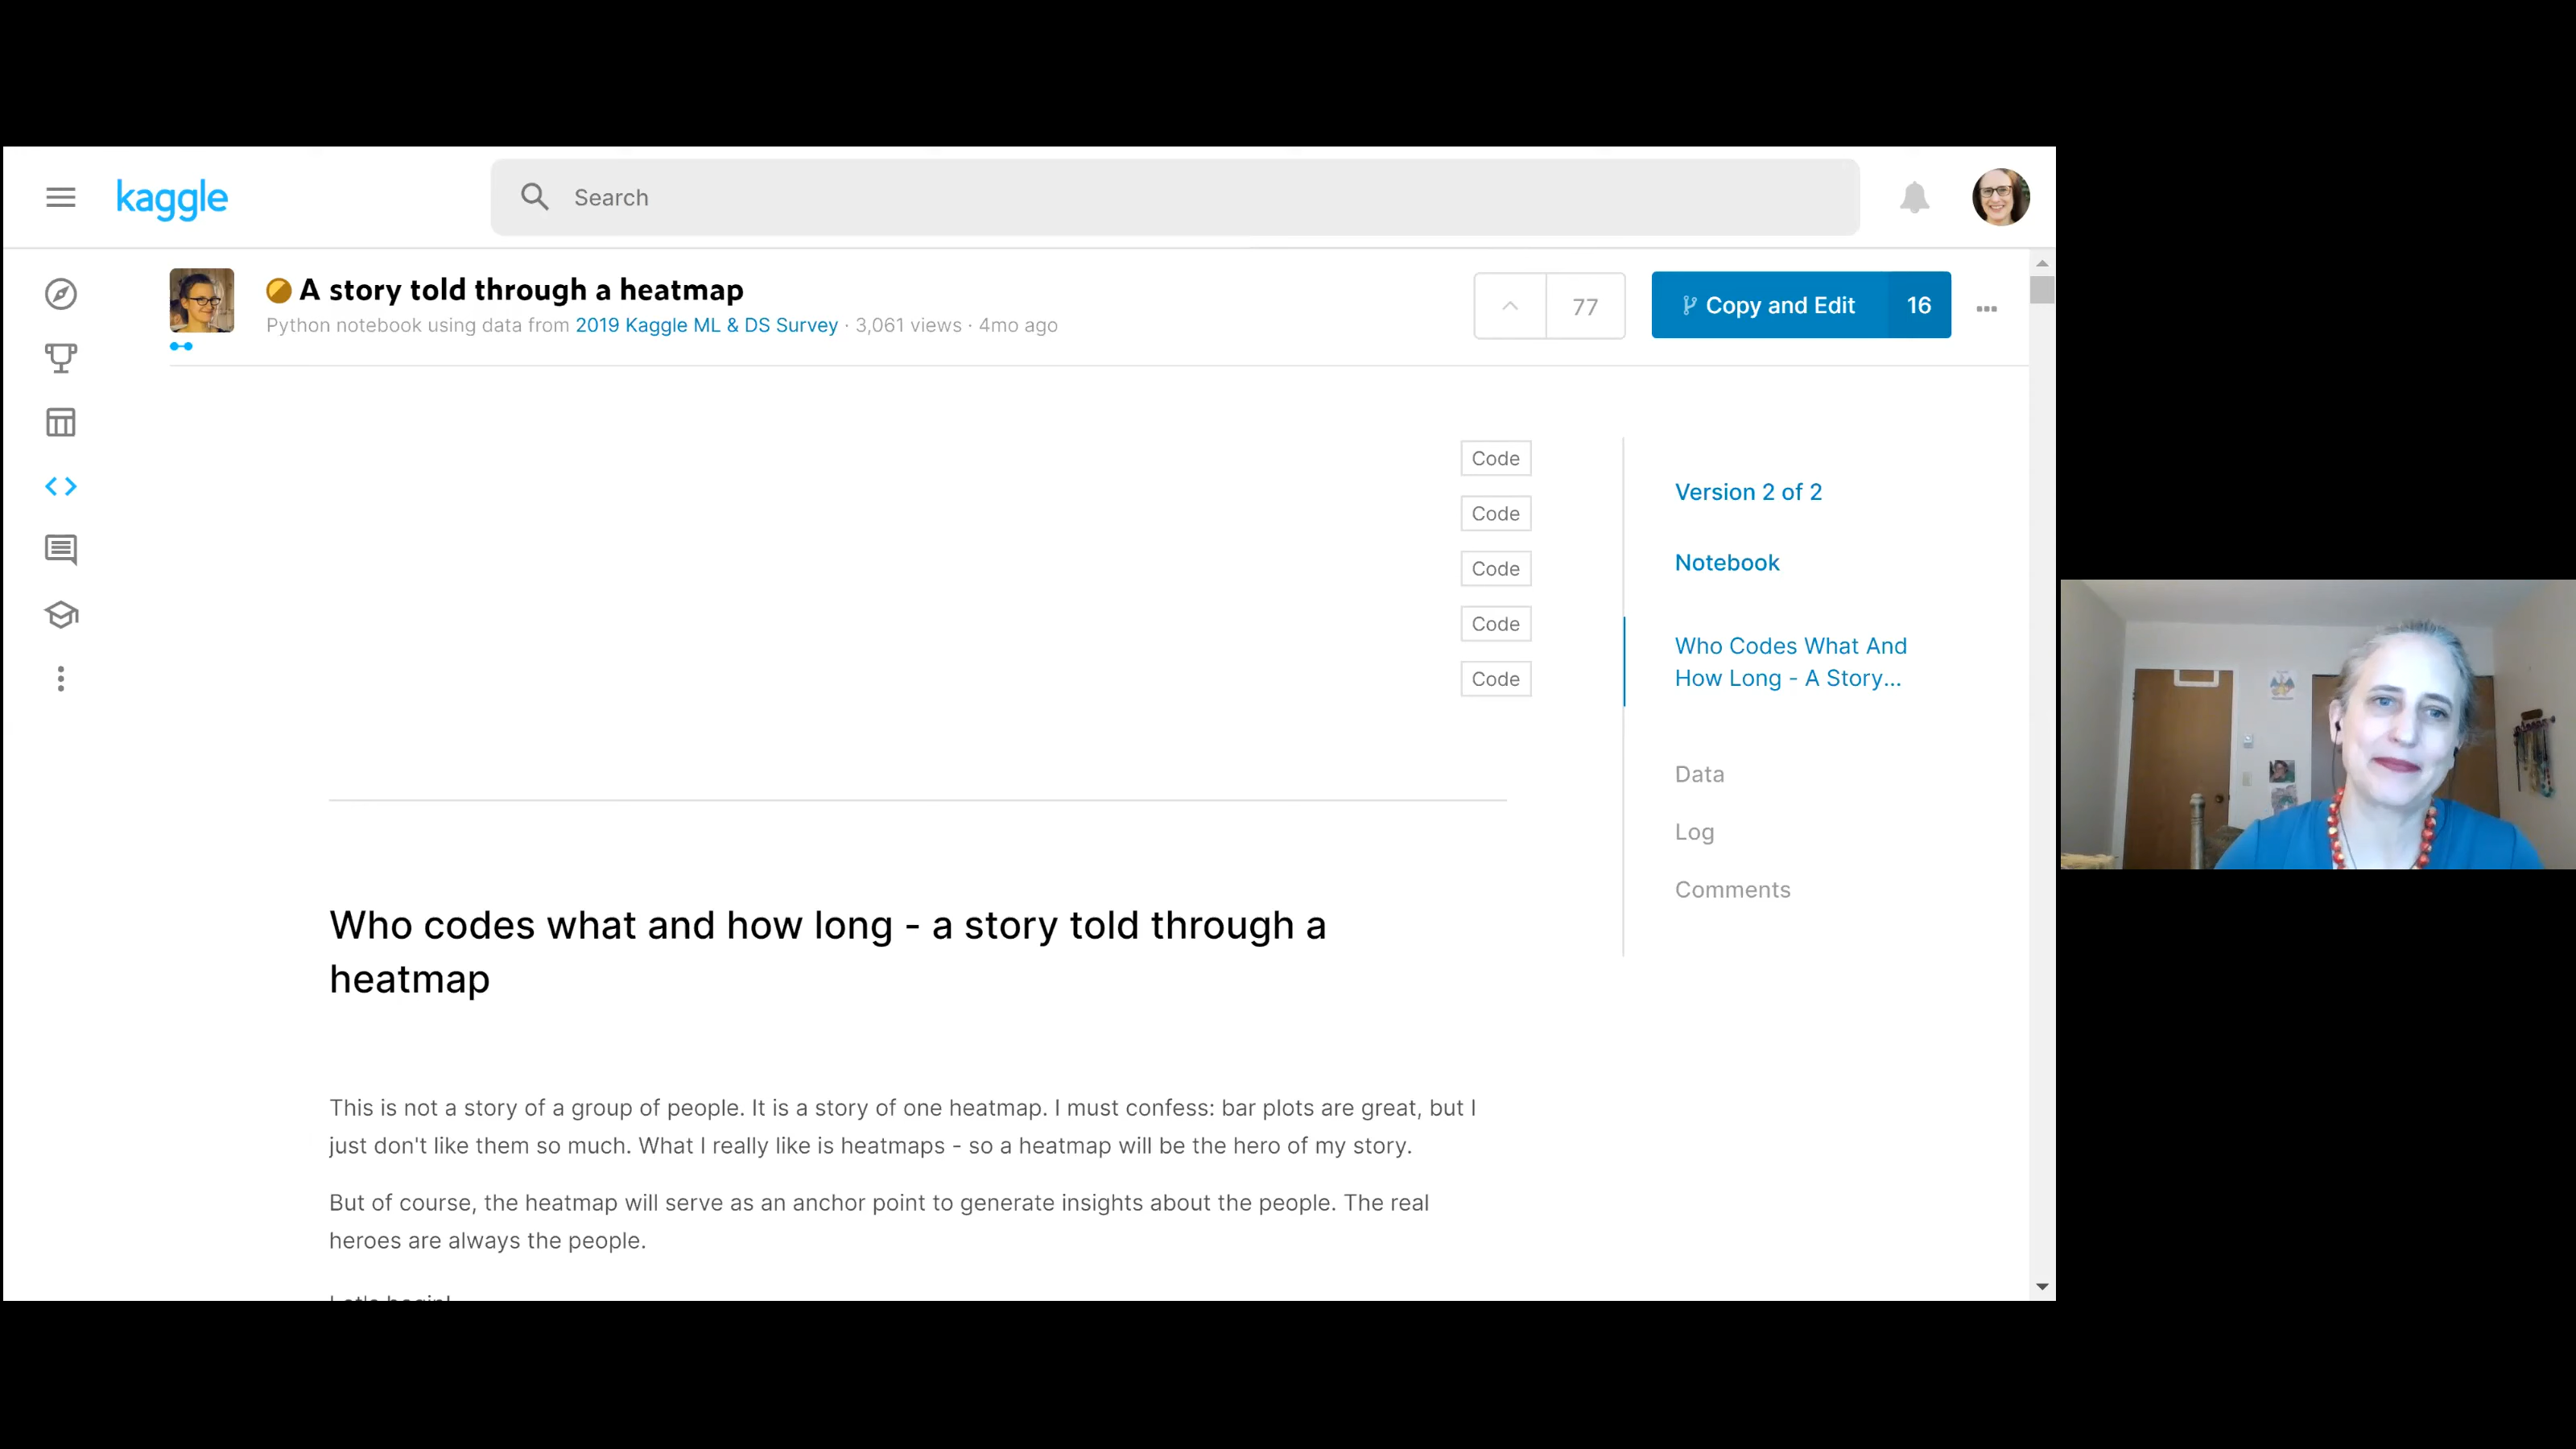 kaggle
Search
A story told through a heatmap
Python notebook using data from 2019 Kaggle ML & DS Survey · 3,061 views · 4mo ago
77
Copy and Edit 16
Code
Code
Code
Code
Code
Version 2 of 2
Notebook
Who Codes What And
How Long - A Story...
Data
Log
Comments
Who codes what and how long - a story told through a
heatmap
This is not a story of a group of people. It is a story of one heatmap. I must confess: bar plots are great, but I
just don't like them so much. What I really like is heatmaps - so a heatmap will be the hero of my story.
But of course, the heatmap will serve as an anchor point to generate insights about the people. The real
heroes are always the people.
Let's begin!